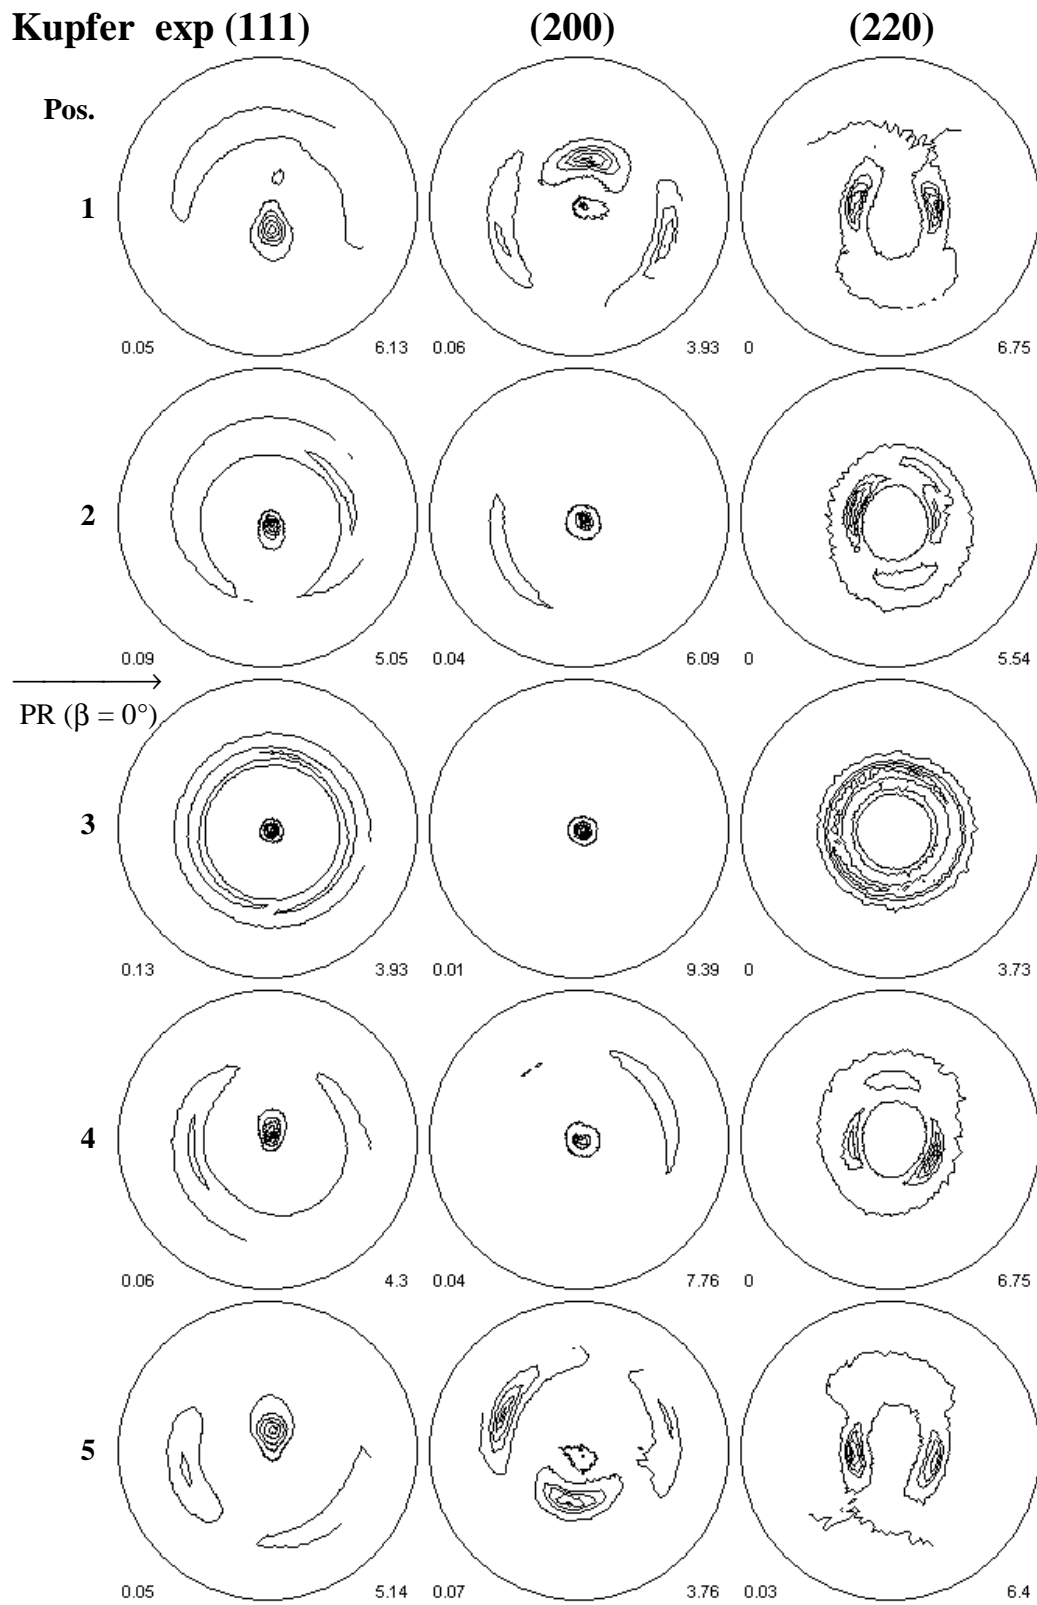 Kupfer exp (111) (200) (220)
Pos.
1
0.05 6.13 0.06 3.93 0 6.75
2
0.09 5.05 0.04 6.09 0 5.54
PR (β = 0°)
3
0.13 3.93 0.01 9.39 0 3.73
4
0.06 4.3 0.04 7.76 0 6.75
5
0.05 5.14 0.07 3.76 0.03 6.4